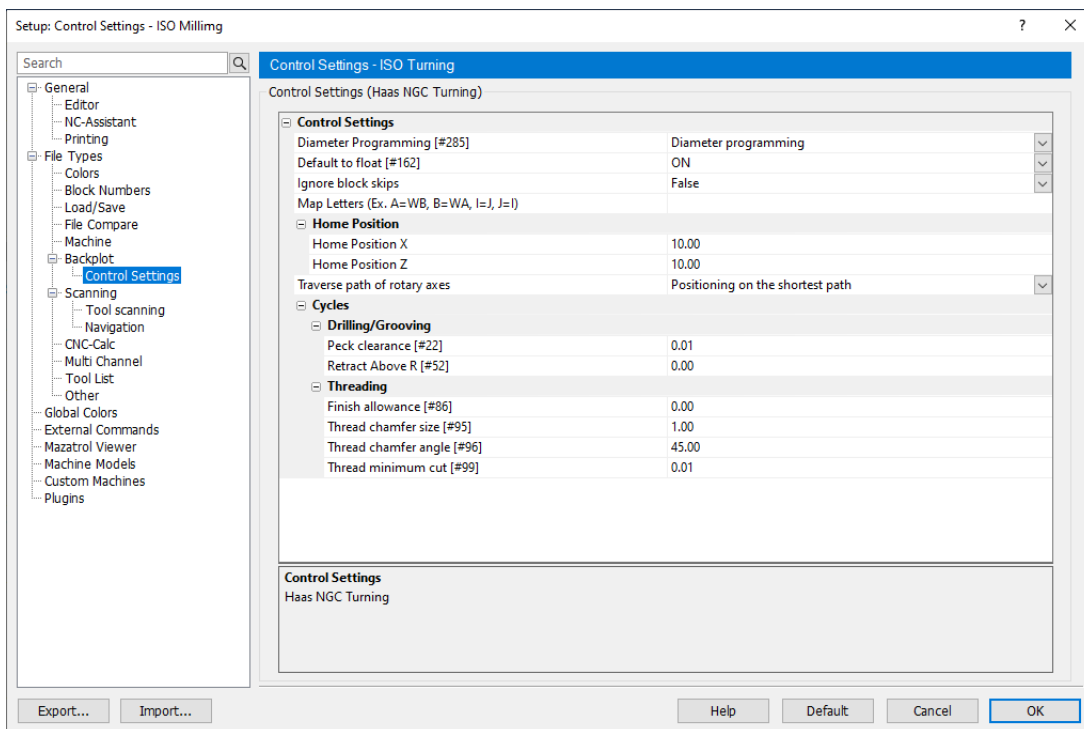 Setup: Control Settings - ISO Millimg
?
Search
General
Editor
NC-Assistant
Printing
File Types
Colors
Block Numbers
Load/Save
File Compare
Machine
Backplot
Control Settings
Scanning
Tool scanning
Navigation
CNC-Calc
Multi Channel
Tool List
Other
Global Colors
External Commands
Mazatrol Viewer
Machine Models
Custom Machines
Plugins
Control Settings - ISO Turning
Control Settings (Haas NGC Turning)
Control Settings
Diameter Programming [#285] Diameter programming
Default to float [#162] ON
Ignore block skips False
Map Letters (Ex. A=WB, B=WA, I=J, J=I)
Home Position
Home Position X 10.00
Home Position Z 10.00
Traverse path of rotary axes Positioning on the shortest path
Cycles
Drilling/Grooving
Peck clearance [#22] 0.01
Retract Above R [#52] 0.00
Threading
Finish allowance [#86] 0.00
Thread chamfer size [#95] 1.00
Thread chamfer angle [#96] 45.00
Thread minimum cut [#99] 0.01
Control Settings
Haas NGC Turning
Export... Import... Help Default Cancel OK